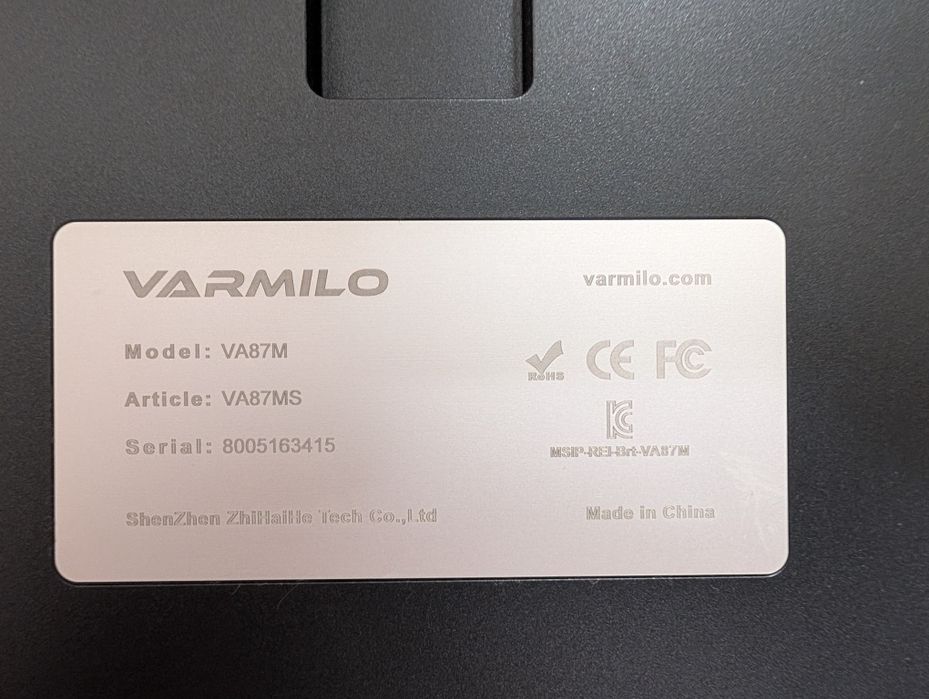 VARMILO
varmilo.com
Model: VA87M
Article: VA87MS
Serial: 8005163415
RoHS
CE FC
KC
MSIP-REI-Brt-VA87M
ShenZhen ZhiHaiHe Tech Co.,Ltd
Made in China